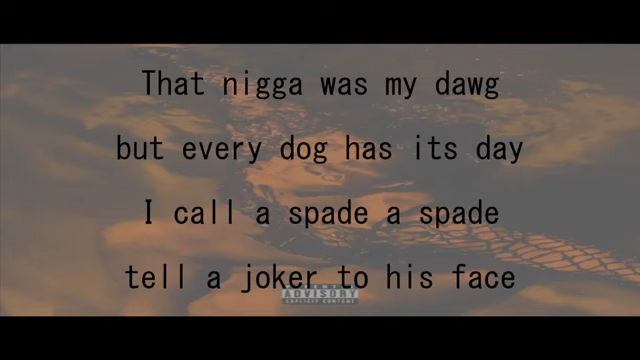 That nigga was my dawg
but every dog has its day
I call a spade a spade
tell a joker to his face
ADVISORY
EXPLICIT CONTENT